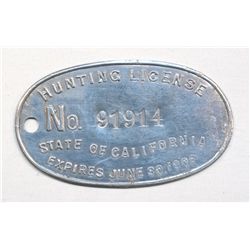 HUNTING LICENSE
No. 91914
STATE OF CALIFORNIA
EXPIRES JUNE 30,